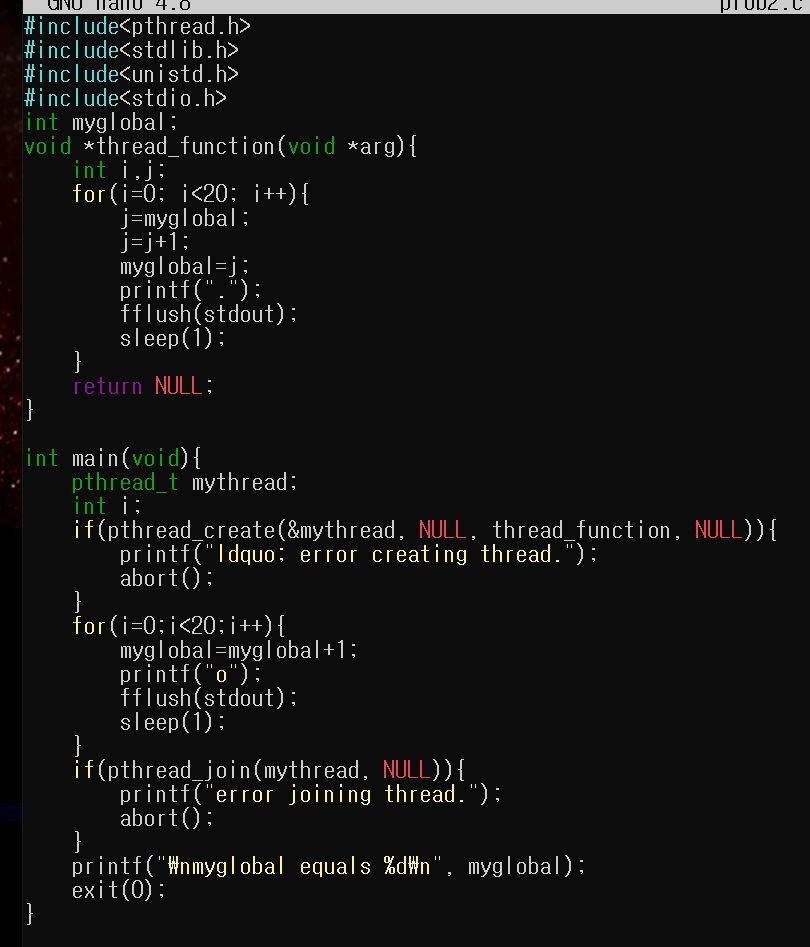 GNU nano 4.8 prob2.c
#include<pthread.h>
#include<stdlib.h>
#include<unistd.h>
#include<stdio.h>
int myglobal;
void *thread_function(void *arg){
    int i,j;
    for(i=0; i<20; i++){
        j=myglobal;
        j=j+1;
        myglobal=j;
        printf(".");
        fflush(stdout);
        sleep(1);
    }
    return NULL;
}

int main(void){
    pthread_t mythread;
    int i;
    if(pthread_create(&mythread, NULL, thread_function, NULL)){
        printf("ldquo; error creating thread.");
        abort();
    }
    for(i=0;i<20;i++){
        myglobal=myglobal+1;
        printf("o");
        fflush(stdout);
        sleep(1);
    }
    if(pthread_join(mythread, NULL)){
        printf("error joining thread.");
        abort();
    }
    printf("₩nmyglobal equals %d₩n", myglobal);
    exit(0);
}